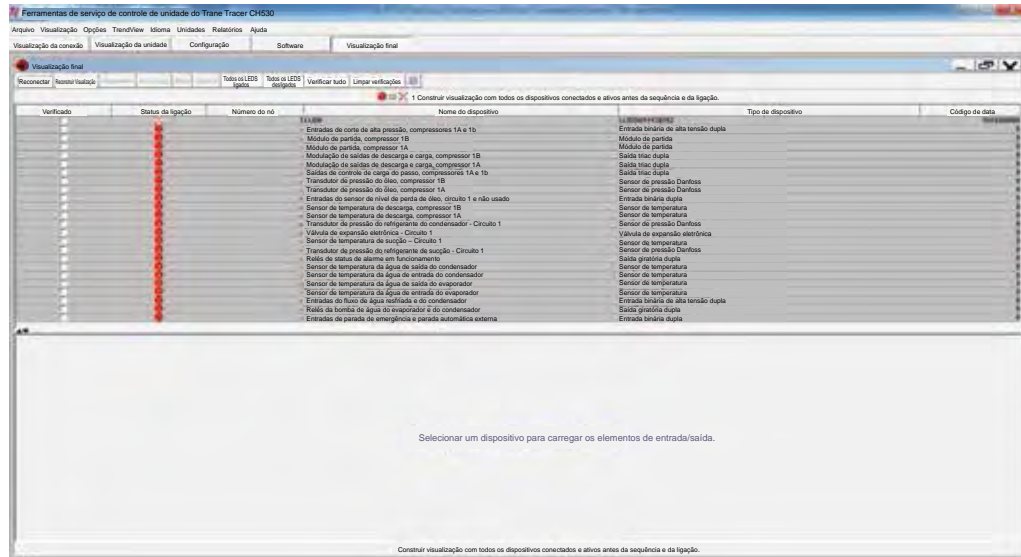 Ferramentas de serviço de controle de unidade do Trane Tracer CH530
Arquivo Visualização Opções TrendView Idioma Unidades Relatórios Ajuda
Visualização da conexão Visualização da unidade Configuração Software Visualização final
Visualização final
Reconectar Reconstruir Visualização Todos os LEDS ligados Todos os LEDS desligados Verificar tudo Limpar verificações
1 Construir visualização com todos os dispositivos conectados e ativos antes da sequência e da ligação.
Verificado Status da ligação Número do nó Nome do dispositivo Tipo de dispositivo Código de data
Entradas de corte de alta pressão, compressores 1A e 1b Entrada binária de alta tensão dupla
Módulo de partida, compressor 1B Módulo de partida
Módulo de partida, compressor 1A Módulo de partida
Modulação de saídas de descarga e carga, compressor 1B Saída triac dupla
Modulação de saídas de descarga e carga, compressor 1A Saída triac dupla
Saídas de controle de carga do passo, compressores 1A e 1b Saída triac dupla
Transdutor de pressão do óleo, compressor 1B Sensor de pressão Danfoss
Transdutor de pressão do óleo, compressor 1A Sensor de pressão Danfoss
Entradas do sensor de nível de perda de óleo, circuito 1 e não usado Entrada binária dupla
Sensor de temperatura de descarga, compressor 1B Sensor de temperatura
Sensor de temperatura de descarga, compressor 1A Sensor de temperatura
Transdutor de pressão do refrigerante do condensador - Circuito 1 Sensor de pressão Danfoss
Válvula de expansão eletrônica - Circuito 1 Válvula de expansão eletrônica
Sensor de temperatura de sucção – Circuito 1 Sensor de temperatura
Transdutor de pressão do refrigerante de sucção - Circuito 1 Sensor de pressão Danfoss
Relés de status de alarme em funcionamento Saída giratória dupla
Sensor de temperatura da água de saída do condensador Sensor de temperatura
Sensor de temperatura da água de entrada do condensador Sensor de temperatura
Sensor de temperatura da água de saída do evaporador Sensor de temperatura
Sensor de temperatura da água de entrada do evaporador Sensor de temperatura
Entradas do fluxo de água resfriada e do condensador Entrada binária de alta tensão dupla
Relés da bomba de água do evaporador e do condensador Saída giratória dupla
Entradas de parada de emergência e parada automática externa Entrada binária dupla
Selecionar um dispositivo para carregar os elementos de entrada/saída.
Construir visualização com todos os dispositivos conectados e ativos antes da sequência e da ligação.